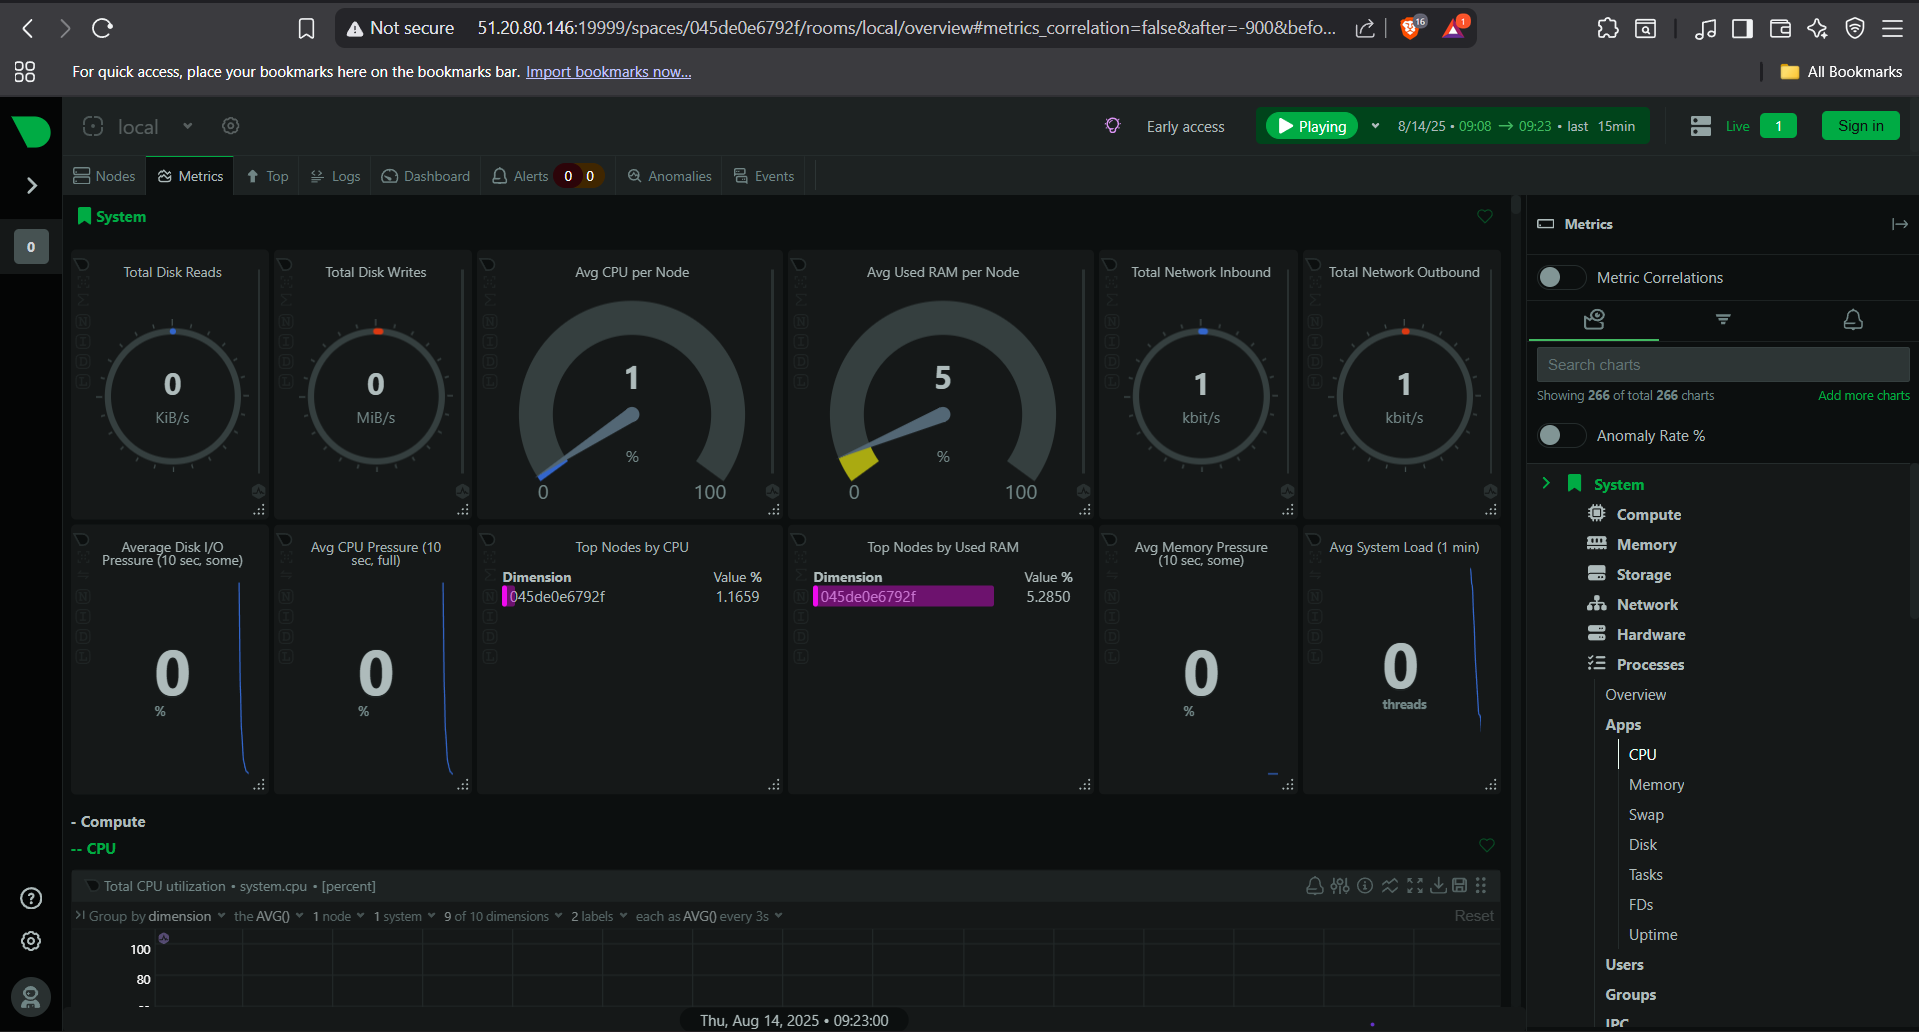 Not secure 51.20.80.146:19999/spaces/045de0e6792f/rooms/local/overview#metrics_correlation=false&after=-900&befo... 16 1
For quick access, place your bookmarks here on the bookmarks bar. Import bookmarks now... All Bookmarks
local Early access Playing 8/14/25 • 09:08 → 09:23 • last 15min Live 1 Sign in
Nodes Metrics Top Logs Dashboard Alerts 0 0 Anomalies Events
0
System
Total Disk Reads
0
KiB/s
Total Disk Writes
0
MiB/s
Avg CPU per Node
1
%
0 100
Avg Used RAM per Node
5
%
0 100
Total Network Inbound
1
kbit/s
Total Network Outbound
1
kbit/s
Average Disk I/O
Pressure (10 sec, some)
0
%
Avg CPU Pressure (10
sec, full)
0
%
Top Nodes by CPU
Dimension Value %
045de0e6792f 1.1659
Top Nodes by Used RAM
Dimension Value %
045de0e6792f 5.2850
Avg Memory Pressure
(10 sec, some)
0
%
Avg System Load (1 min)
0
threads
- Compute
-- CPU
Total CPU utilization • system.cpu • [percent]
Group by dimension the AVG() 1 node 1 system 9 of 10 dimensions 2 labels each as AVG() every 3s Reset
100
80
Thu, Aug 14, 2025 • 09:23:00
Metrics
Metric Correlations
Search charts
Showing 266 of total 266 charts Add more charts
Anomaly Rate %
System
Compute
Memory
Storage
Network
Hardware
Processes
Overview
Apps
CPU
Memory
Swap
Disk
Tasks
FDs
Uptime
Users
Groups
IPC